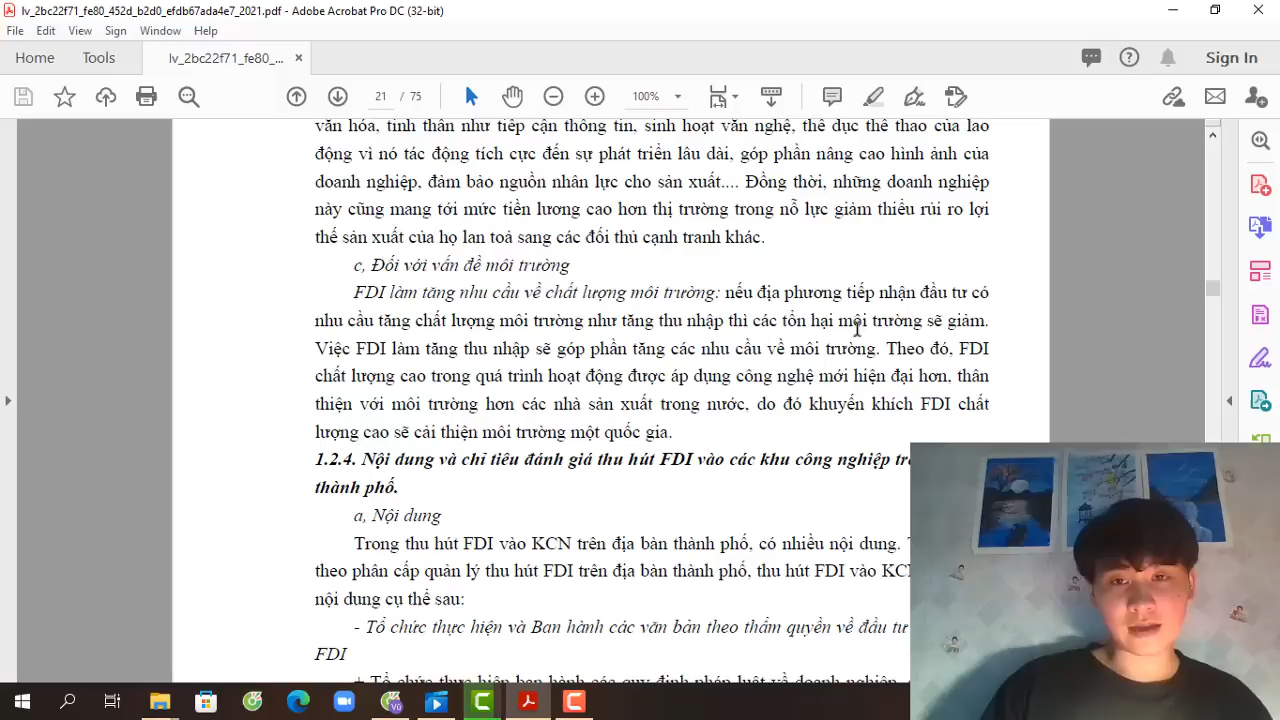 lv_2bc22f71_fe80_452d_b2d0_efdb67ada4e7_2021.pdf - Adobe Acrobat Pro DC (32-bit)
File Edit View Sign Window Help
Home Tools lv_2bc22f71_fe80_... × Sign In
21 / 75 100%
văn hóa, tinh thần như tiếp cận thông tin, sinh hoạt văn nghệ, thể dục thể thao của lao
động vì nó tác động tích cực đến sự phát triển lâu dài, góp phần nâng cao hình ảnh của
doanh nghiệp, đảm bảo nguồn nhân lực cho sản xuất.... Đồng thời, những doanh nghiệp
này cũng mang tới mức tiền lương cao hơn thị trường trong nỗ lực giảm thiểu rủi ro lợi
thế sản xuất của họ lan toả sang các đối thủ cạnh tranh khác.
c, Đối với vấn đề môi trường
FDI làm tăng nhu cầu về chất lượng môi trường: nếu địa phương tiếp nhận đầu tư có
nhu cầu tăng chất lượng môi trường như tăng thu nhập thì các tổn hại môi trường sẽ giảm.
Việc FDI làm tăng thu nhập sẽ góp phần tăng các nhu cầu về môi trường. Theo đó, FDI
chất lượng cao trong quá trình hoạt động được áp dụng công nghệ mới hiện đại hơn, thân
thiện với môi trường hơn các nhà sản xuất trong nước, do đó khuyến khích FDI chất
lượng cao sẽ cải thiện môi trường một quốc gia.
1.2.4. Nội dung và chỉ tiêu đánh giá thu hút FDI vào các khu công nghiệp
thành phố.
a, Nội dung
Trong thu hút FDI vào KCN trên địa bàn thành phố, có nhiều nội dung.
theo phân cấp quản lý thu hút FDI trên địa bàn thành phố, thu hút FDI vào KCN
nội dung cụ thể sau:
- Tổ chức thực hiện và Ban hành các văn bản theo thẩm quyền về đầu tư
FDI
+ Tổ chức thực hiện ban hành các quy định pháp luật về doanh nghiệp
Vũ